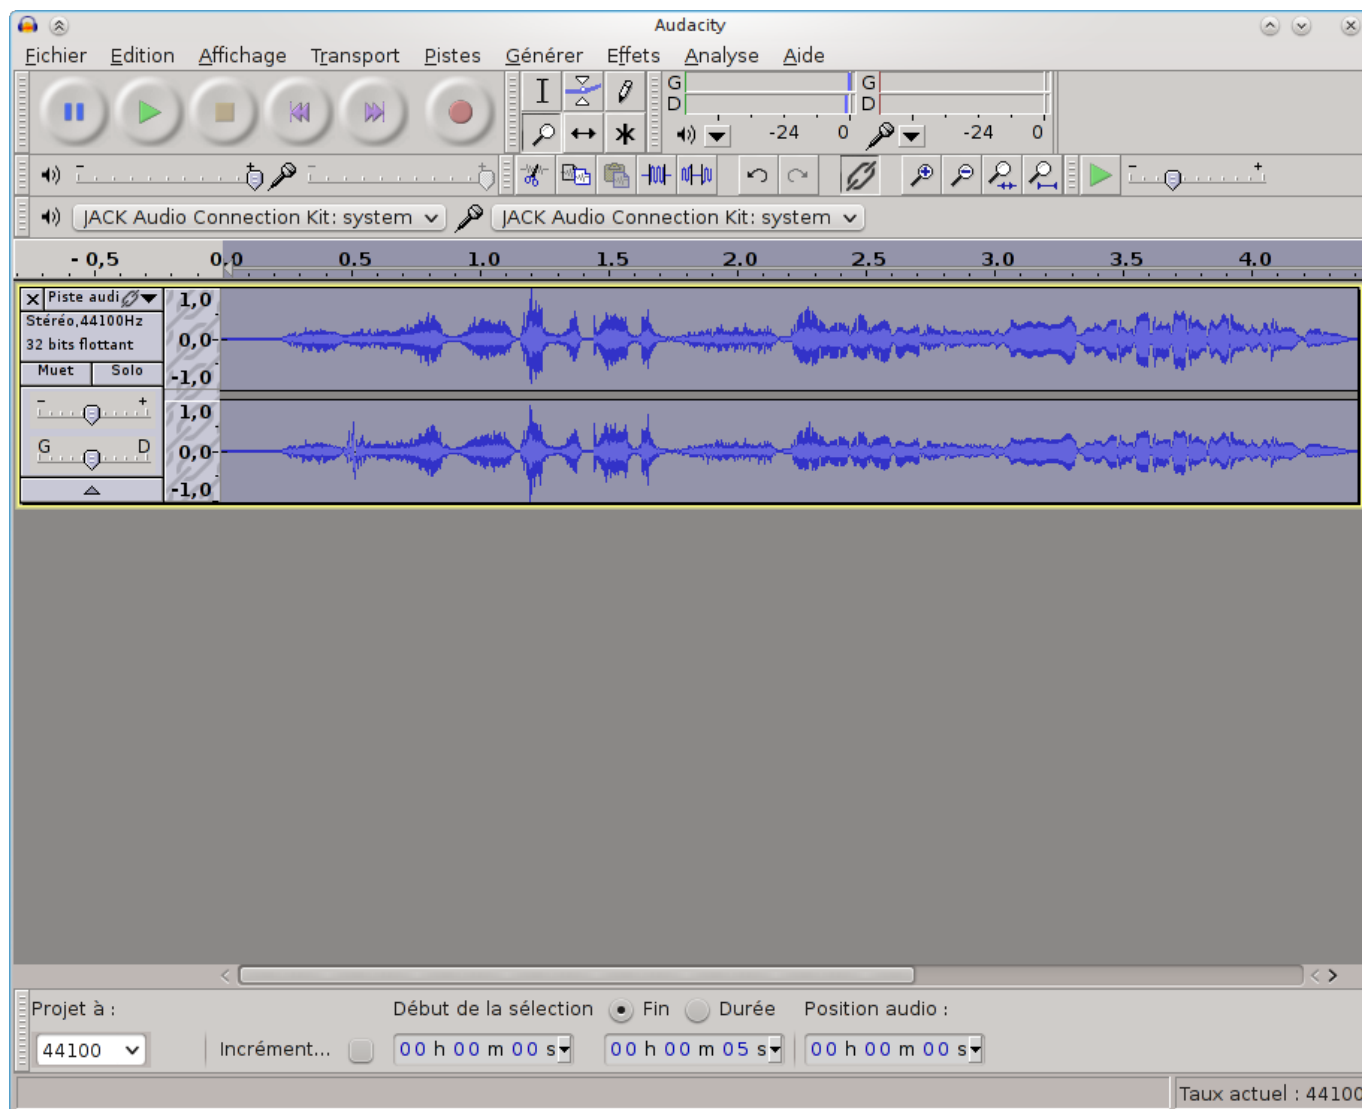 Audacity
Fichier Edition Affichage Transport Pistes Générer Effets Analyse Aide
G G
D D
-24 0 -24 0
- + - +
- +
JACK Audio Connection Kit: system JACK Audio Connection Kit: system
- 0,5 0,0 0.5 1.0 1.5 2.0 2.5 3.0 3.5 4.0
Piste audi 1,0
Stéréo,44100Hz
32 bits flottant 0,0
Muet Solo -1,0
- + 1,0
G D 0,0
-1,0
Projet à : Début de la sélection Fin Durée Position audio :
44100 Incrément... 00 h 00 m 00 s 00 h 00 m 05 s 00 h 00 m 00 s
Taux actuel : 44100